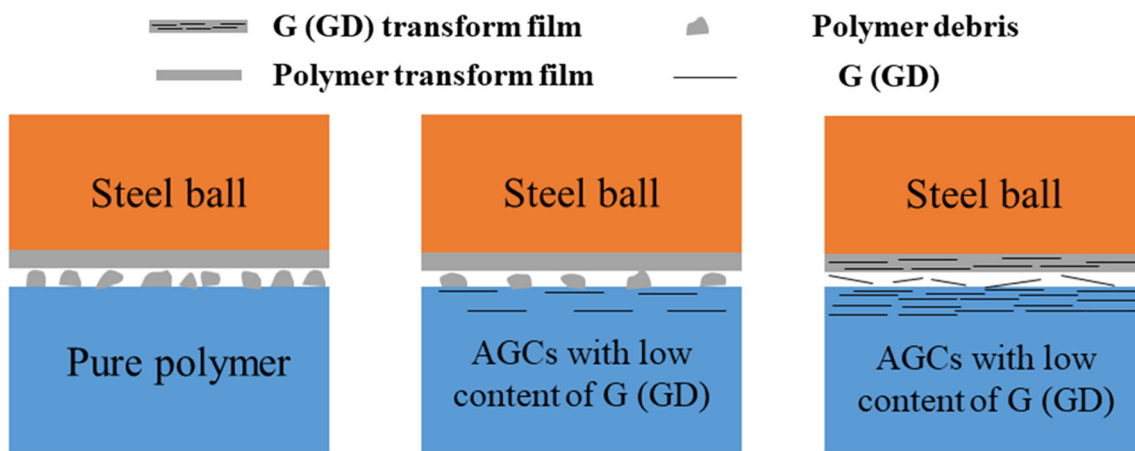 G (GD) transform film
Polymer debris
Polymer transform film
G (GD)
Steel ball
Steel ball
Steel ball
Pure polymer
AGCs with low
content of G (GD)
AGCs with low
content of G (GD)